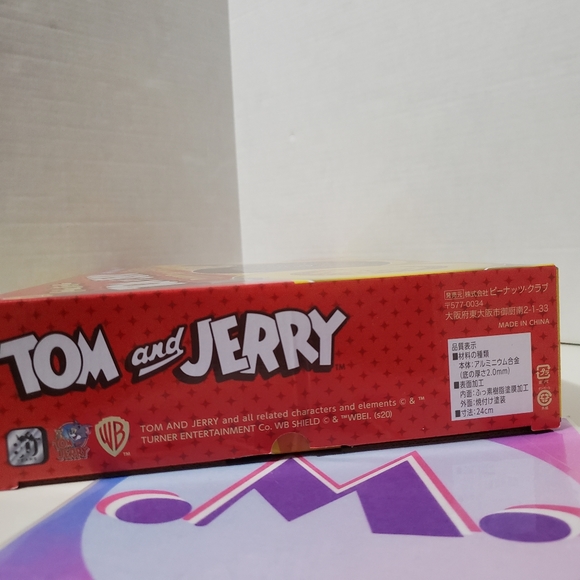 TOM and JERRY™
発売元 株式会社 ピーナッツ・クラブ
〒577-0034
大阪府東大阪市御厨南2-1-33
MADE IN CHINA
品質表示
■材料の種類
本体:アルミニウム合金
(底の厚さ2.0mm)
■表面加工
内面:ふっ素樹脂塗膜加工
外面:焼付け塗装
■寸法:24cm
WB
™
TOM AND JERRY and all related characters and elements © & ™
TURNER ENTERTAINMENT Co. WB SHIELD © & ™WBEI. (s20)